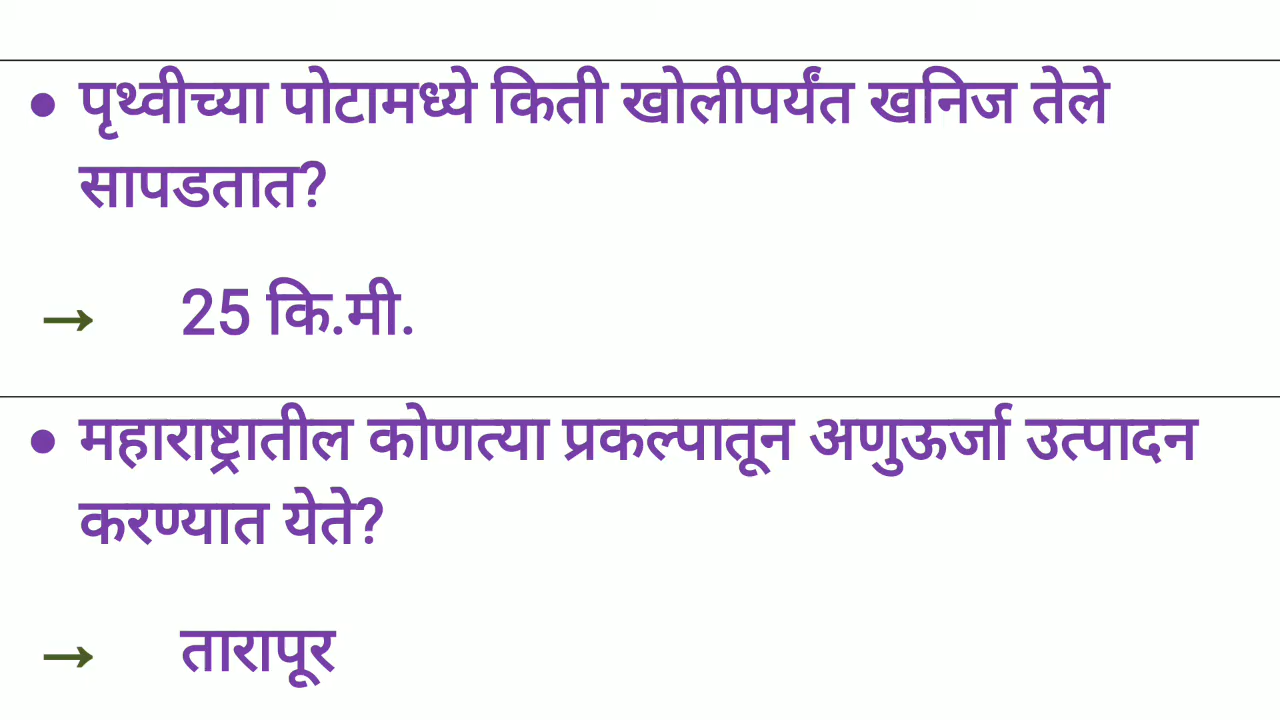 • पृथ्वीच्या पोटामध्ये किती खोलीपर्यंत खनिज तेले
सापडतात?
→ 25 कि.मी.
• महाराष्ट्रातील कोणत्या प्रकल्पातून अणुऊर्जा उत्पादन
करण्यात येते?
→ तारापूर